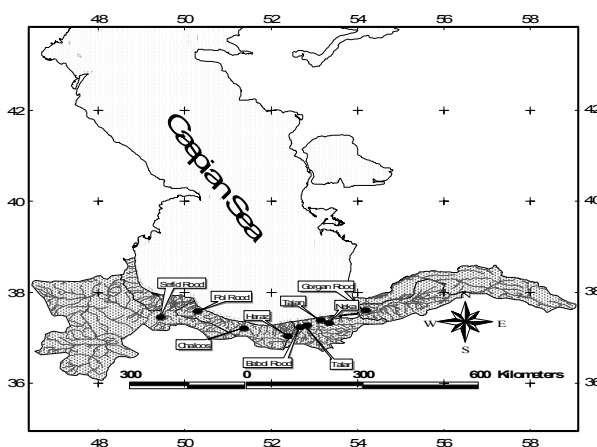 48 50 52 54 56 58
42 42
Caspian Sea
40 40
38 38
Sefid Rood
Pol Rood
Gorgan Rood
Tajan
Neka
Haraz
Chaloos
Babol Rood
Talar
N
W E
S
36 36
300 0 300 600 Kilometers
48 50 52 54 56 58